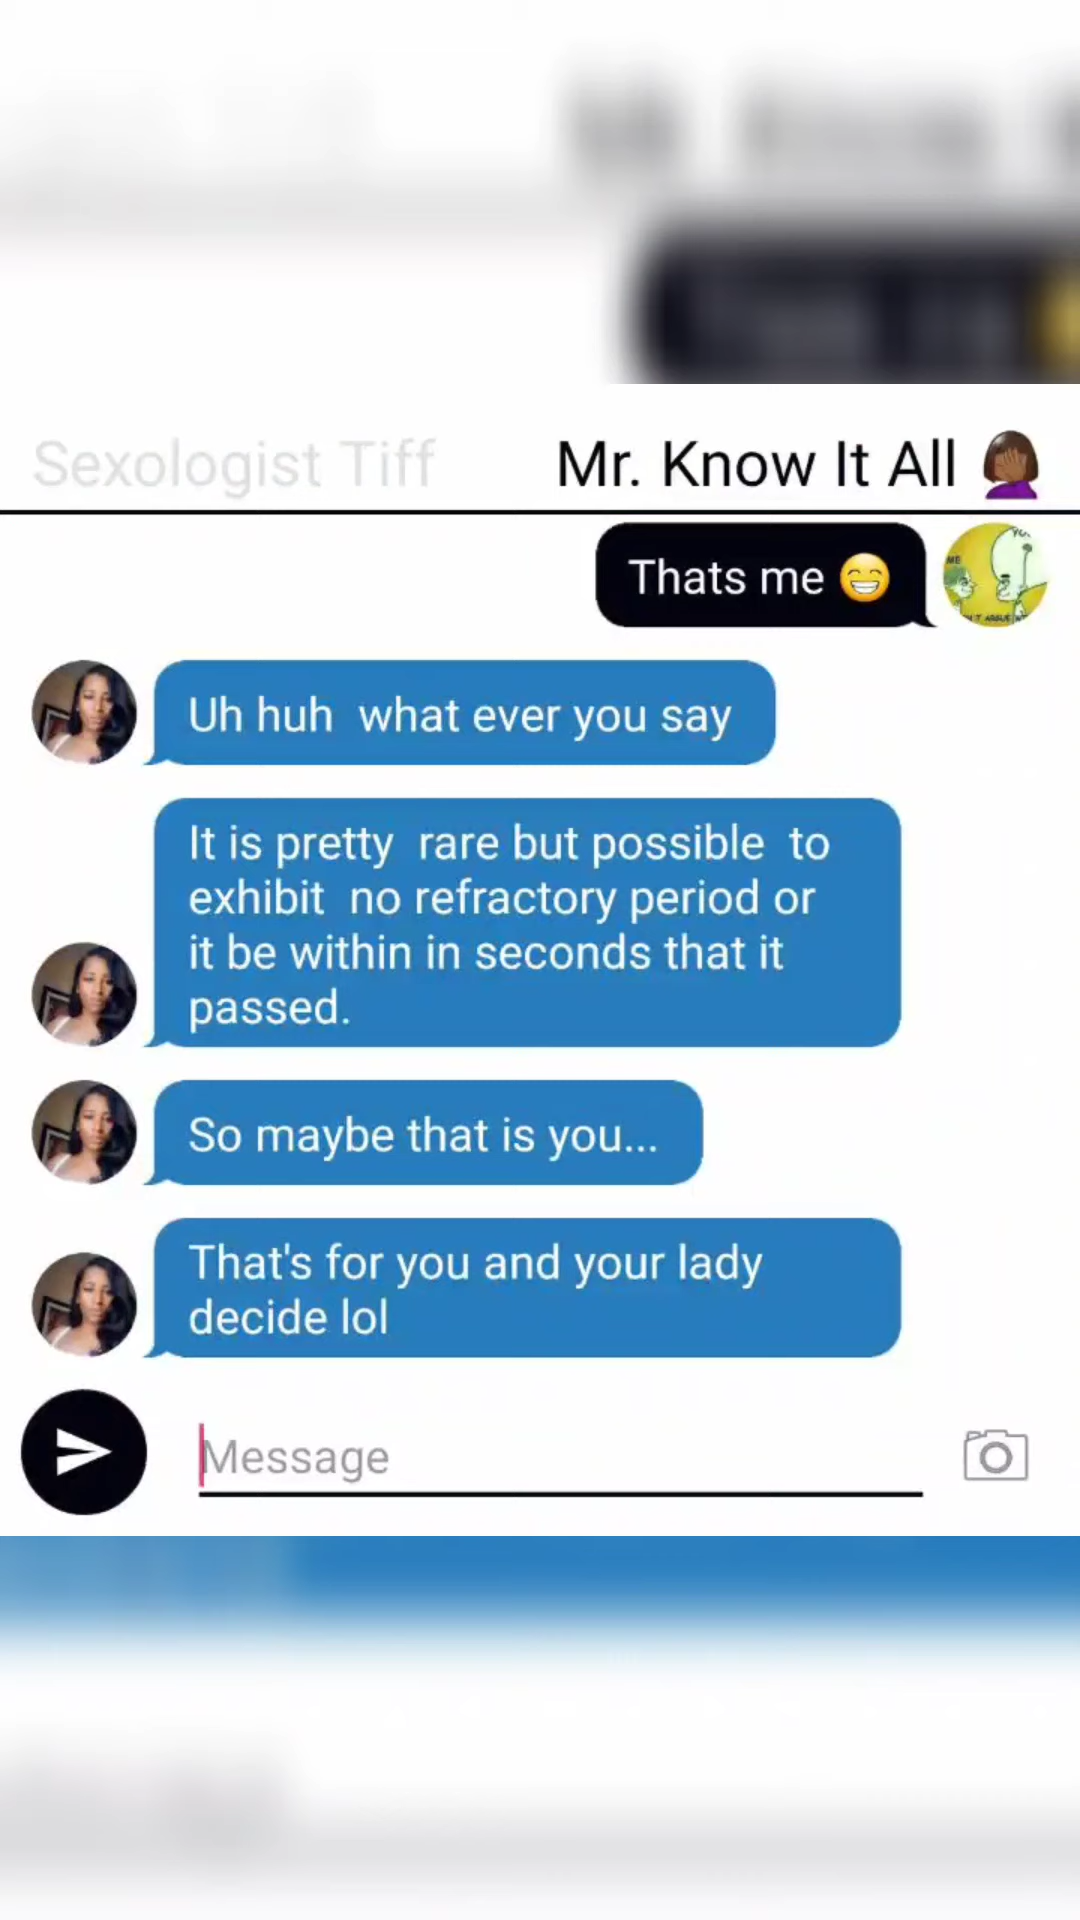 Sexologist Tiff
Mr. Know It All 🤦🏾‍♀️
Thats me 😁
ME
Uh huh what ever you say
It is pretty rare but possible to
exhibit no refractory period or
it be within in seconds that it
passed.
So maybe that is you...
That's for you and your lady
decide lol
Message